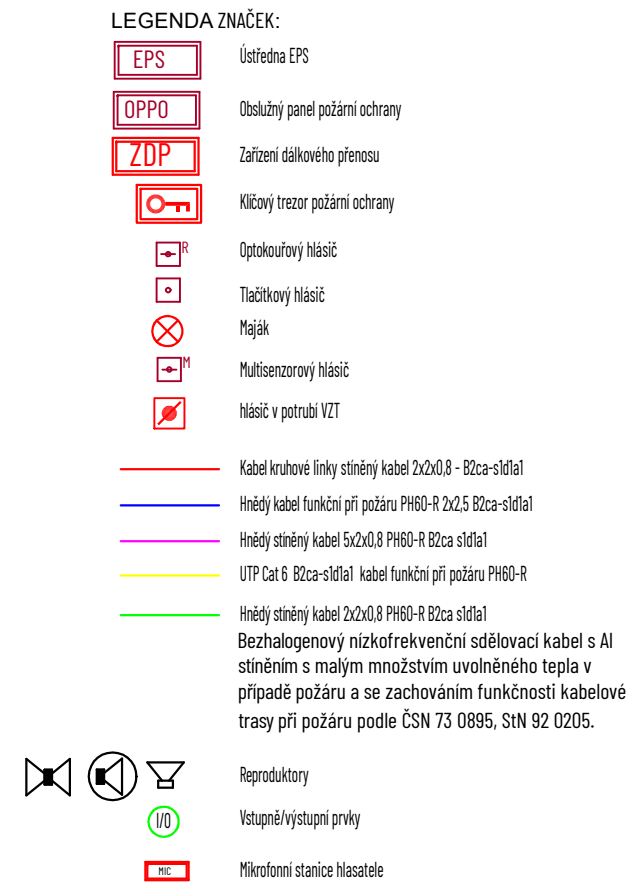 LEGENDA ZNAČEK:
EPS Ústředna EPS
OPPO Obslužný panel požární ochrany
ZDP Zařízení dálkového přenosu
Klíčový trezor požární ochrany
R Optokouřový hlásič
Tlačítkový hlásič
Maják
M Multisenzorový hlásič
hlásič v potrubí VZT
Kabel kruhové linky stíněný kabel 2x2x0,8 - B2ca-s1d1a1
Hnědý kabel funkční při požáru PH60-R 2x2,5 B2ca-s1d1a1
Hnědý stíněný kabel 5x2x0,8 PH60-R B2ca s1d1a1
UTP Cat 6 B2ca-s1d1a1 kabel funkční při požáru PH60-R
Hnědý stíněný kabel 2x2x0,8 PH60-R B2ca s1d1a1
Bezhalogenový nízkofrekvenční sdělovací kabel s Al
stíněním s malým množstvím uvolněného tepla v
případě požáru a se zachováním funkčnosti kabelové
trasy při požáru podle ČSN 73 0895, StN 92 0205.
Reproduktory
I/O Vstupně/výstupní prvky
MIC Mikrofonní stanice hlasatele